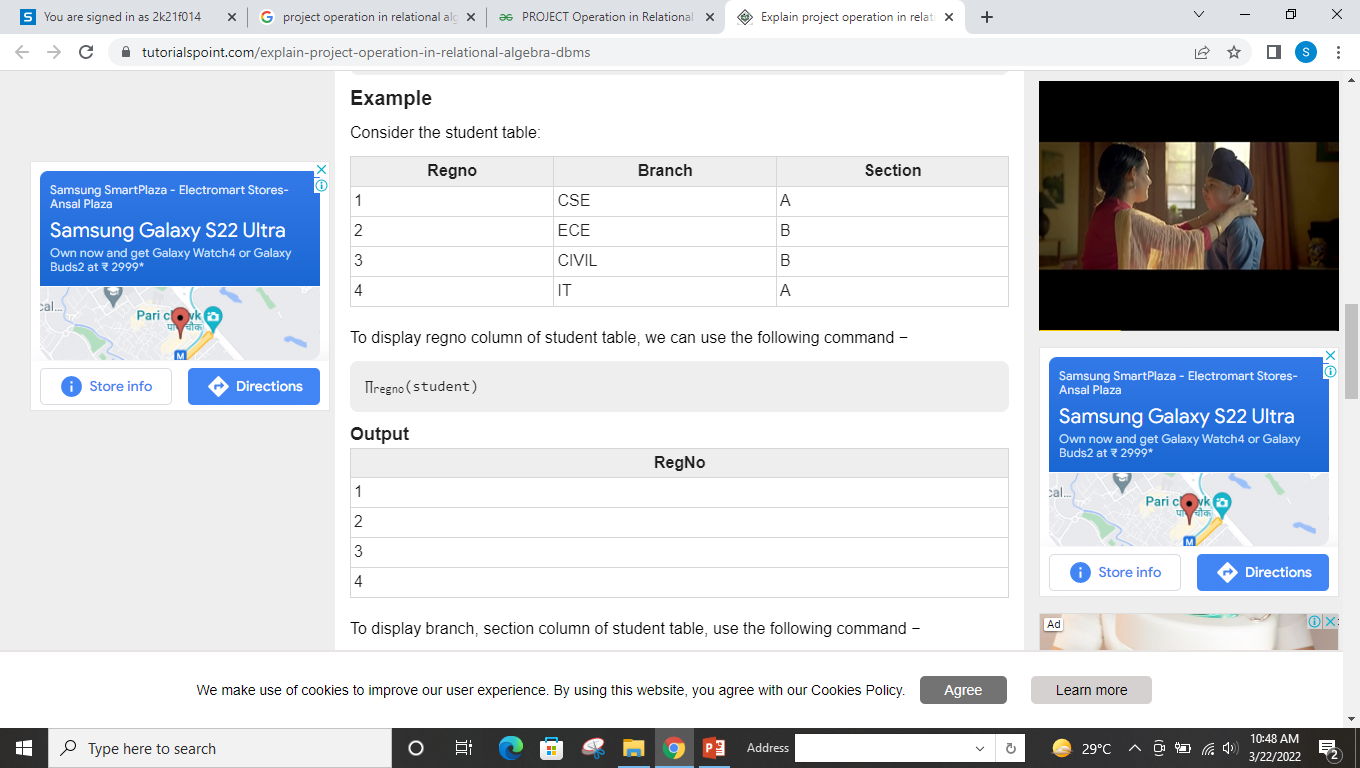 You are signed in as 2k21f014
project operation in relational alg
PROJECT Operation in Relational
Explain project operation in relati
tutorialspoint.com/explain-project-operation-in-relational-algebra-dbms
S
Example
Consider the student table:
Regno Branch Section
1 CSE A
2 ECE B
3 CIVIL B
4 IT A
To display regno column of student table, we can use the following command −
∏regno(student)
Output
RegNo
1
2
3
4
To display branch, section column of student table, use the following command −
Samsung SmartPlaza - Electromart Stores-
Ansal Plaza
Samsung Galaxy S22 Ultra
Own now and get Galaxy Watch4 or Galaxy
Buds2 at ₹ 2999*
cal...
Pari
M
Store info
Directions
Samsung SmartPlaza - Electromart Stores-
Ansal Plaza
Samsung Galaxy S22 Ultra
Own now and get Galaxy Watch4 or Galaxy
Buds2 at ₹ 2999*
cal...
Pari
M
Store info
Directions
Ad
We make use of cookies to improve our user experience. By using this website, you agree with our Cookies Policy.
Agree
Learn more
Type here to search
Address
29°C
10:48 AM
3/22/2022
2